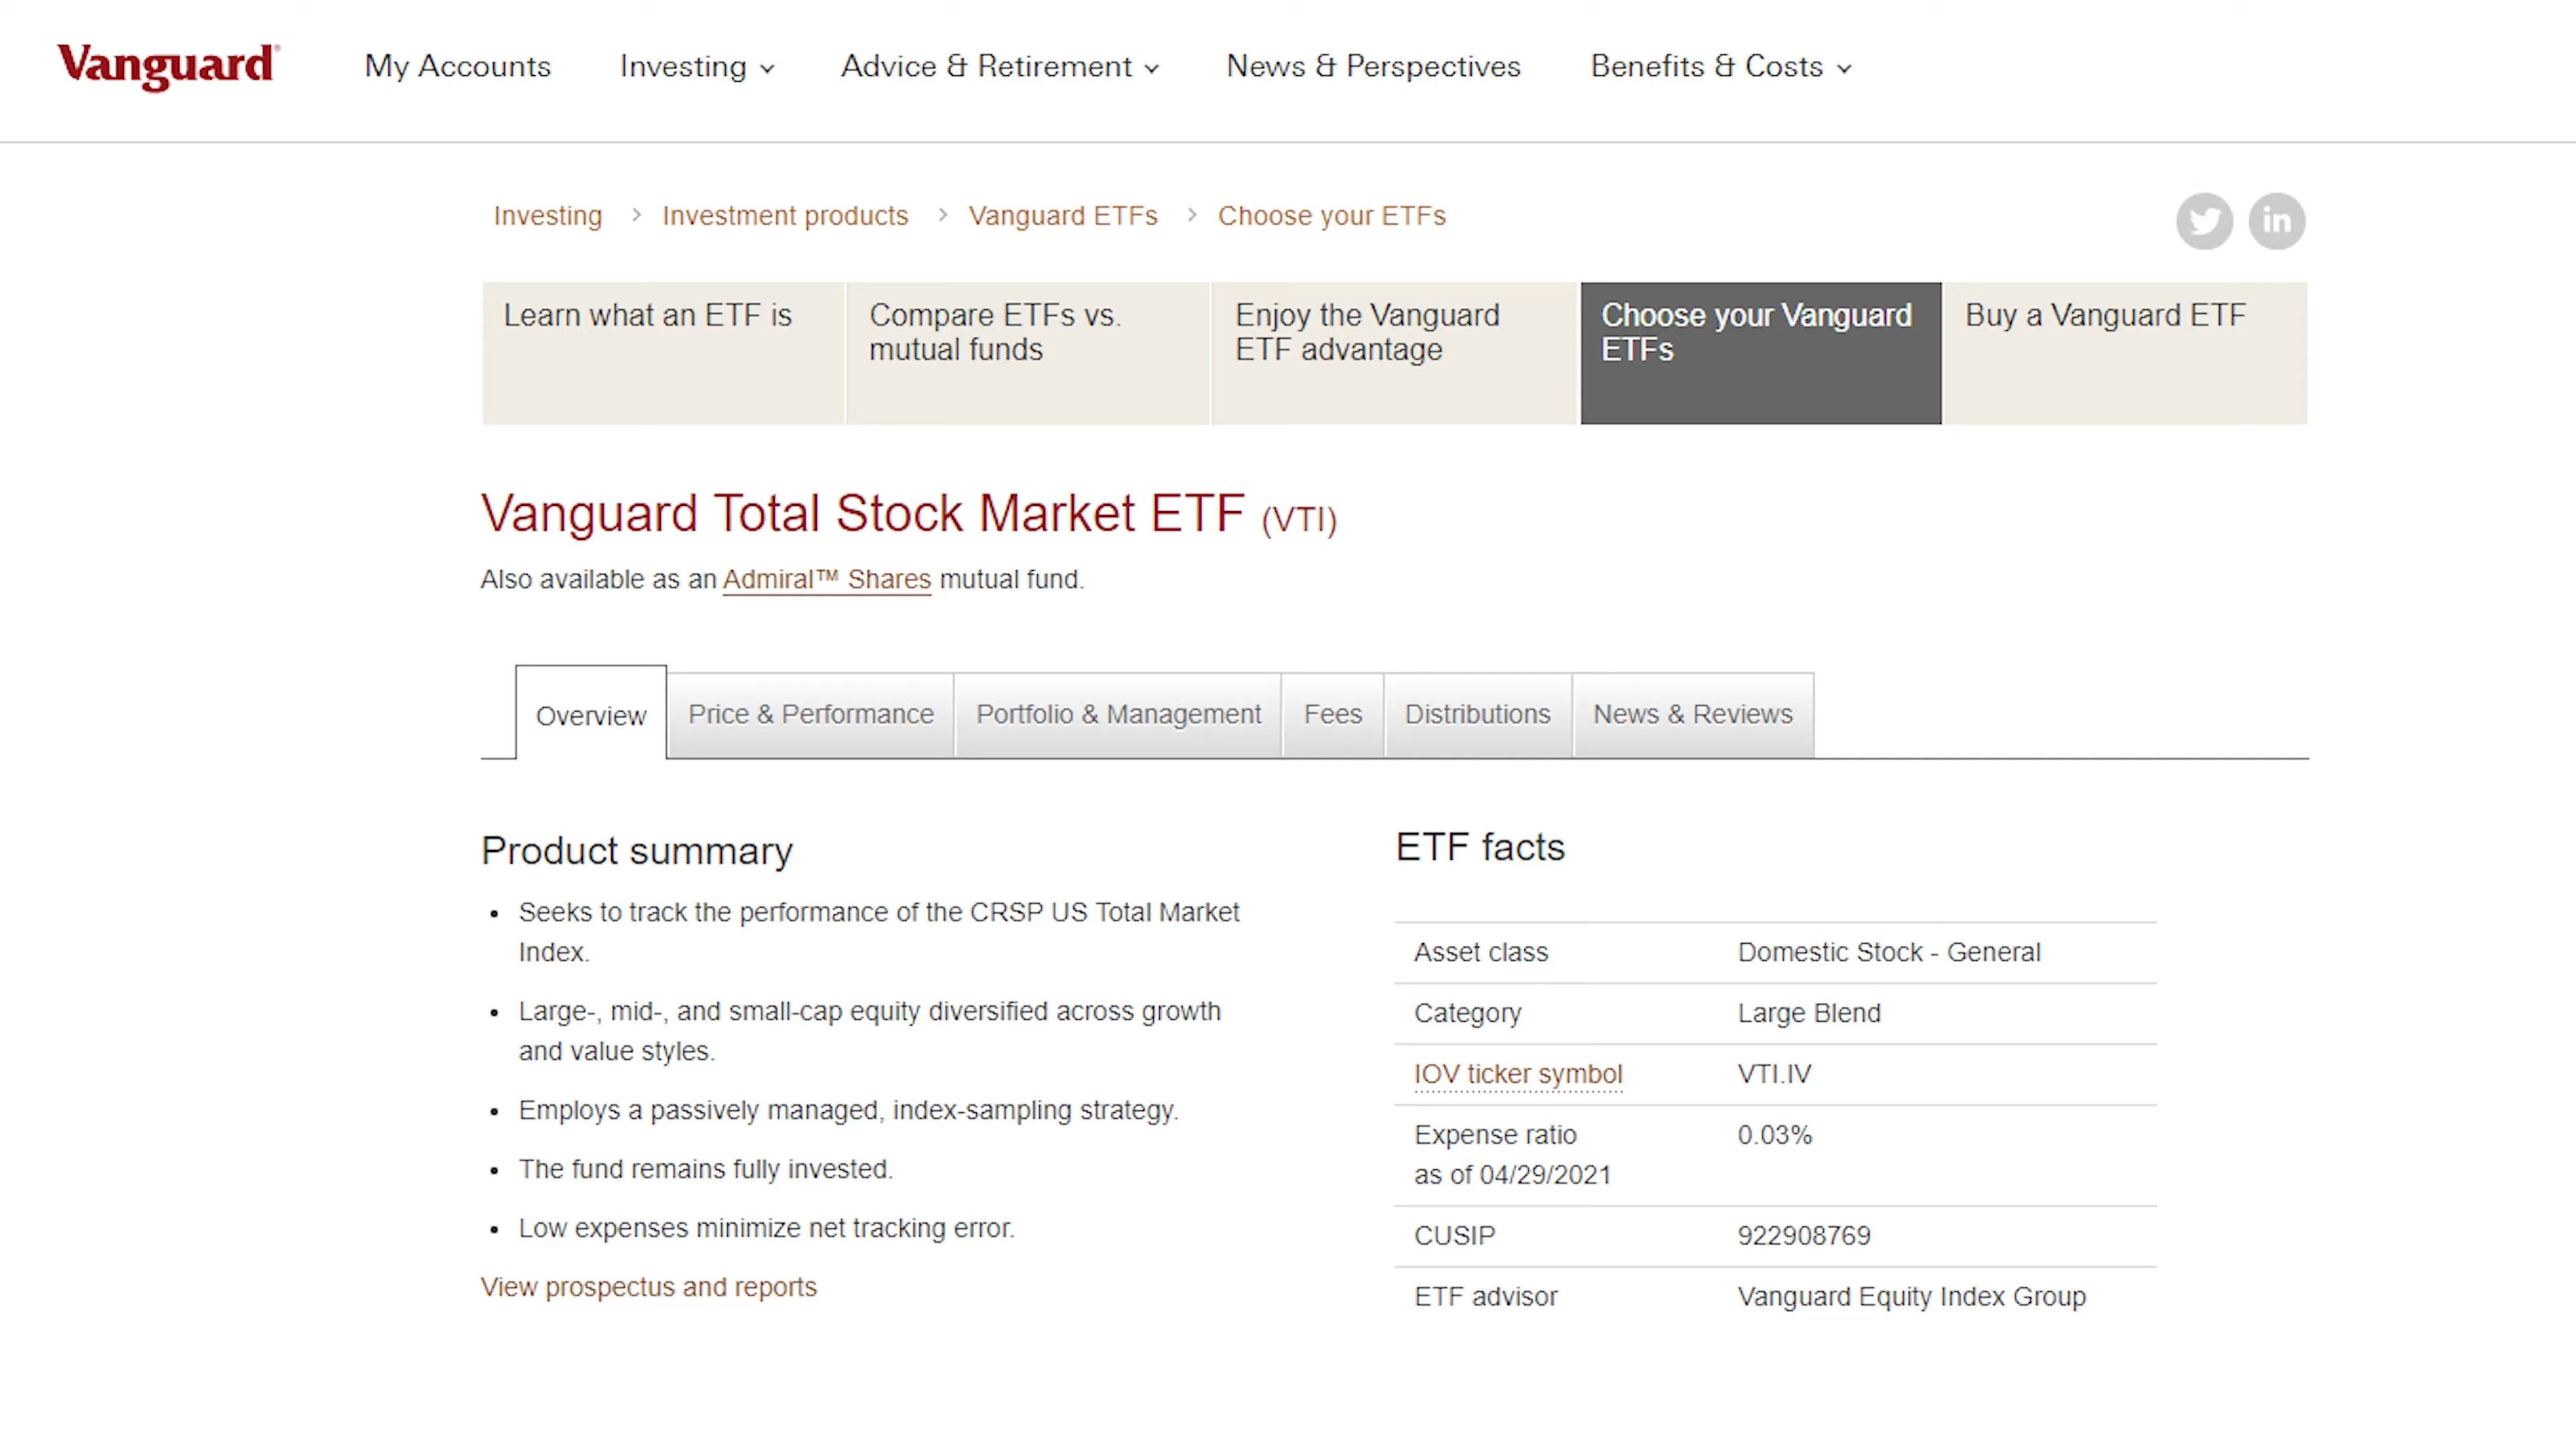 Vanguard
My Accounts Investing Advice & Retirement News & Perspectives Benefits & Costs
Investing > Investment products > Vanguard ETFs > Choose your ETFs
in
Learn what an ETF is
Compare ETFs vs.
mutual funds
Enjoy the Vanguard
ETF advantage
Choose your Vanguard
ETFs
Buy a Vanguard ETF
Vanguard Total Stock Market ETF (VTI)
Also available as an Admiral™ Shares mutual fund.
Overview Price & Performance Portfolio & Management Fees Distributions News & Reviews
Product summary
• Seeks to track the performance of the CRSP US Total Market
Index.
• Large-, mid-, and small-cap equity diversified across growth
and value styles.
• Employs a passively managed, index-sampling strategy.
• The fund remains fully invested.
• Low expenses minimize net tracking error.
View prospectus and reports
ETF facts
Asset class Domestic Stock - General
Category Large Blend
IOV ticker symbol VTI.IV
Expense ratio 0.03%
as of 04/29/2021
CUSIP 922908769
ETF advisor Vanguard Equity Index Group